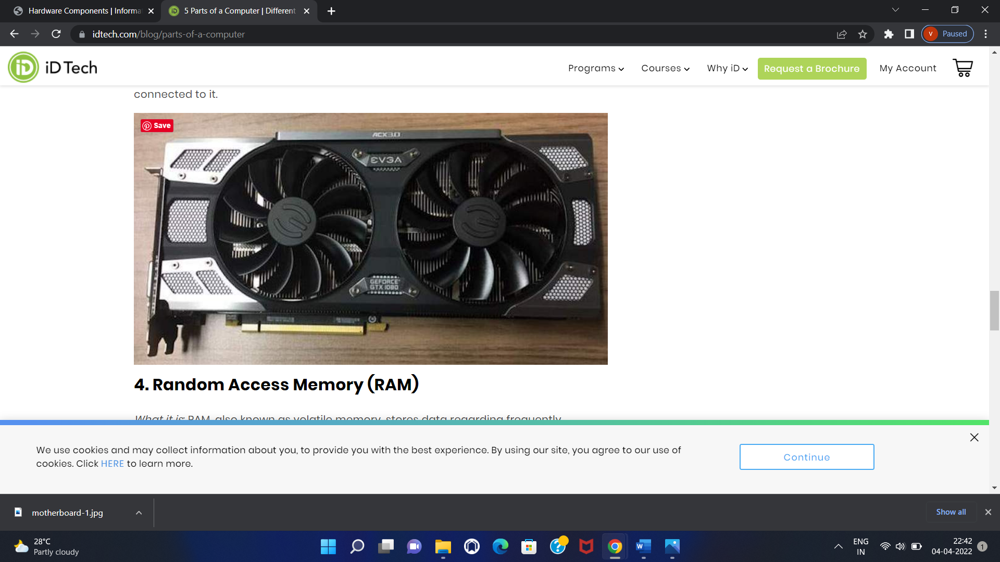 Hardware Components | Informa
5 Parts of a Computer | Different
idtech.com/blog/parts-of-a-computer
V
Paused
iD
iD Tech
Programs
Courses
Why iD
Request a Brochure
My Account
connected to it.
Save
ACX 3.0
EVGA
GEFORCE
GTX 1080
4. Random Access Memory (RAM)
What it is: RAM, also known as volatile memory, stores data regarding frequently
We use cookies and may collect information about you, to provide you with the best experience. By using our site, you agree to our use of
cookies. Click HERE to learn more.
Continue
motherboard-1.jpg
Show all
28°C
Partly cloudy
W
ENG
IN
22:42
04-04-2022
1